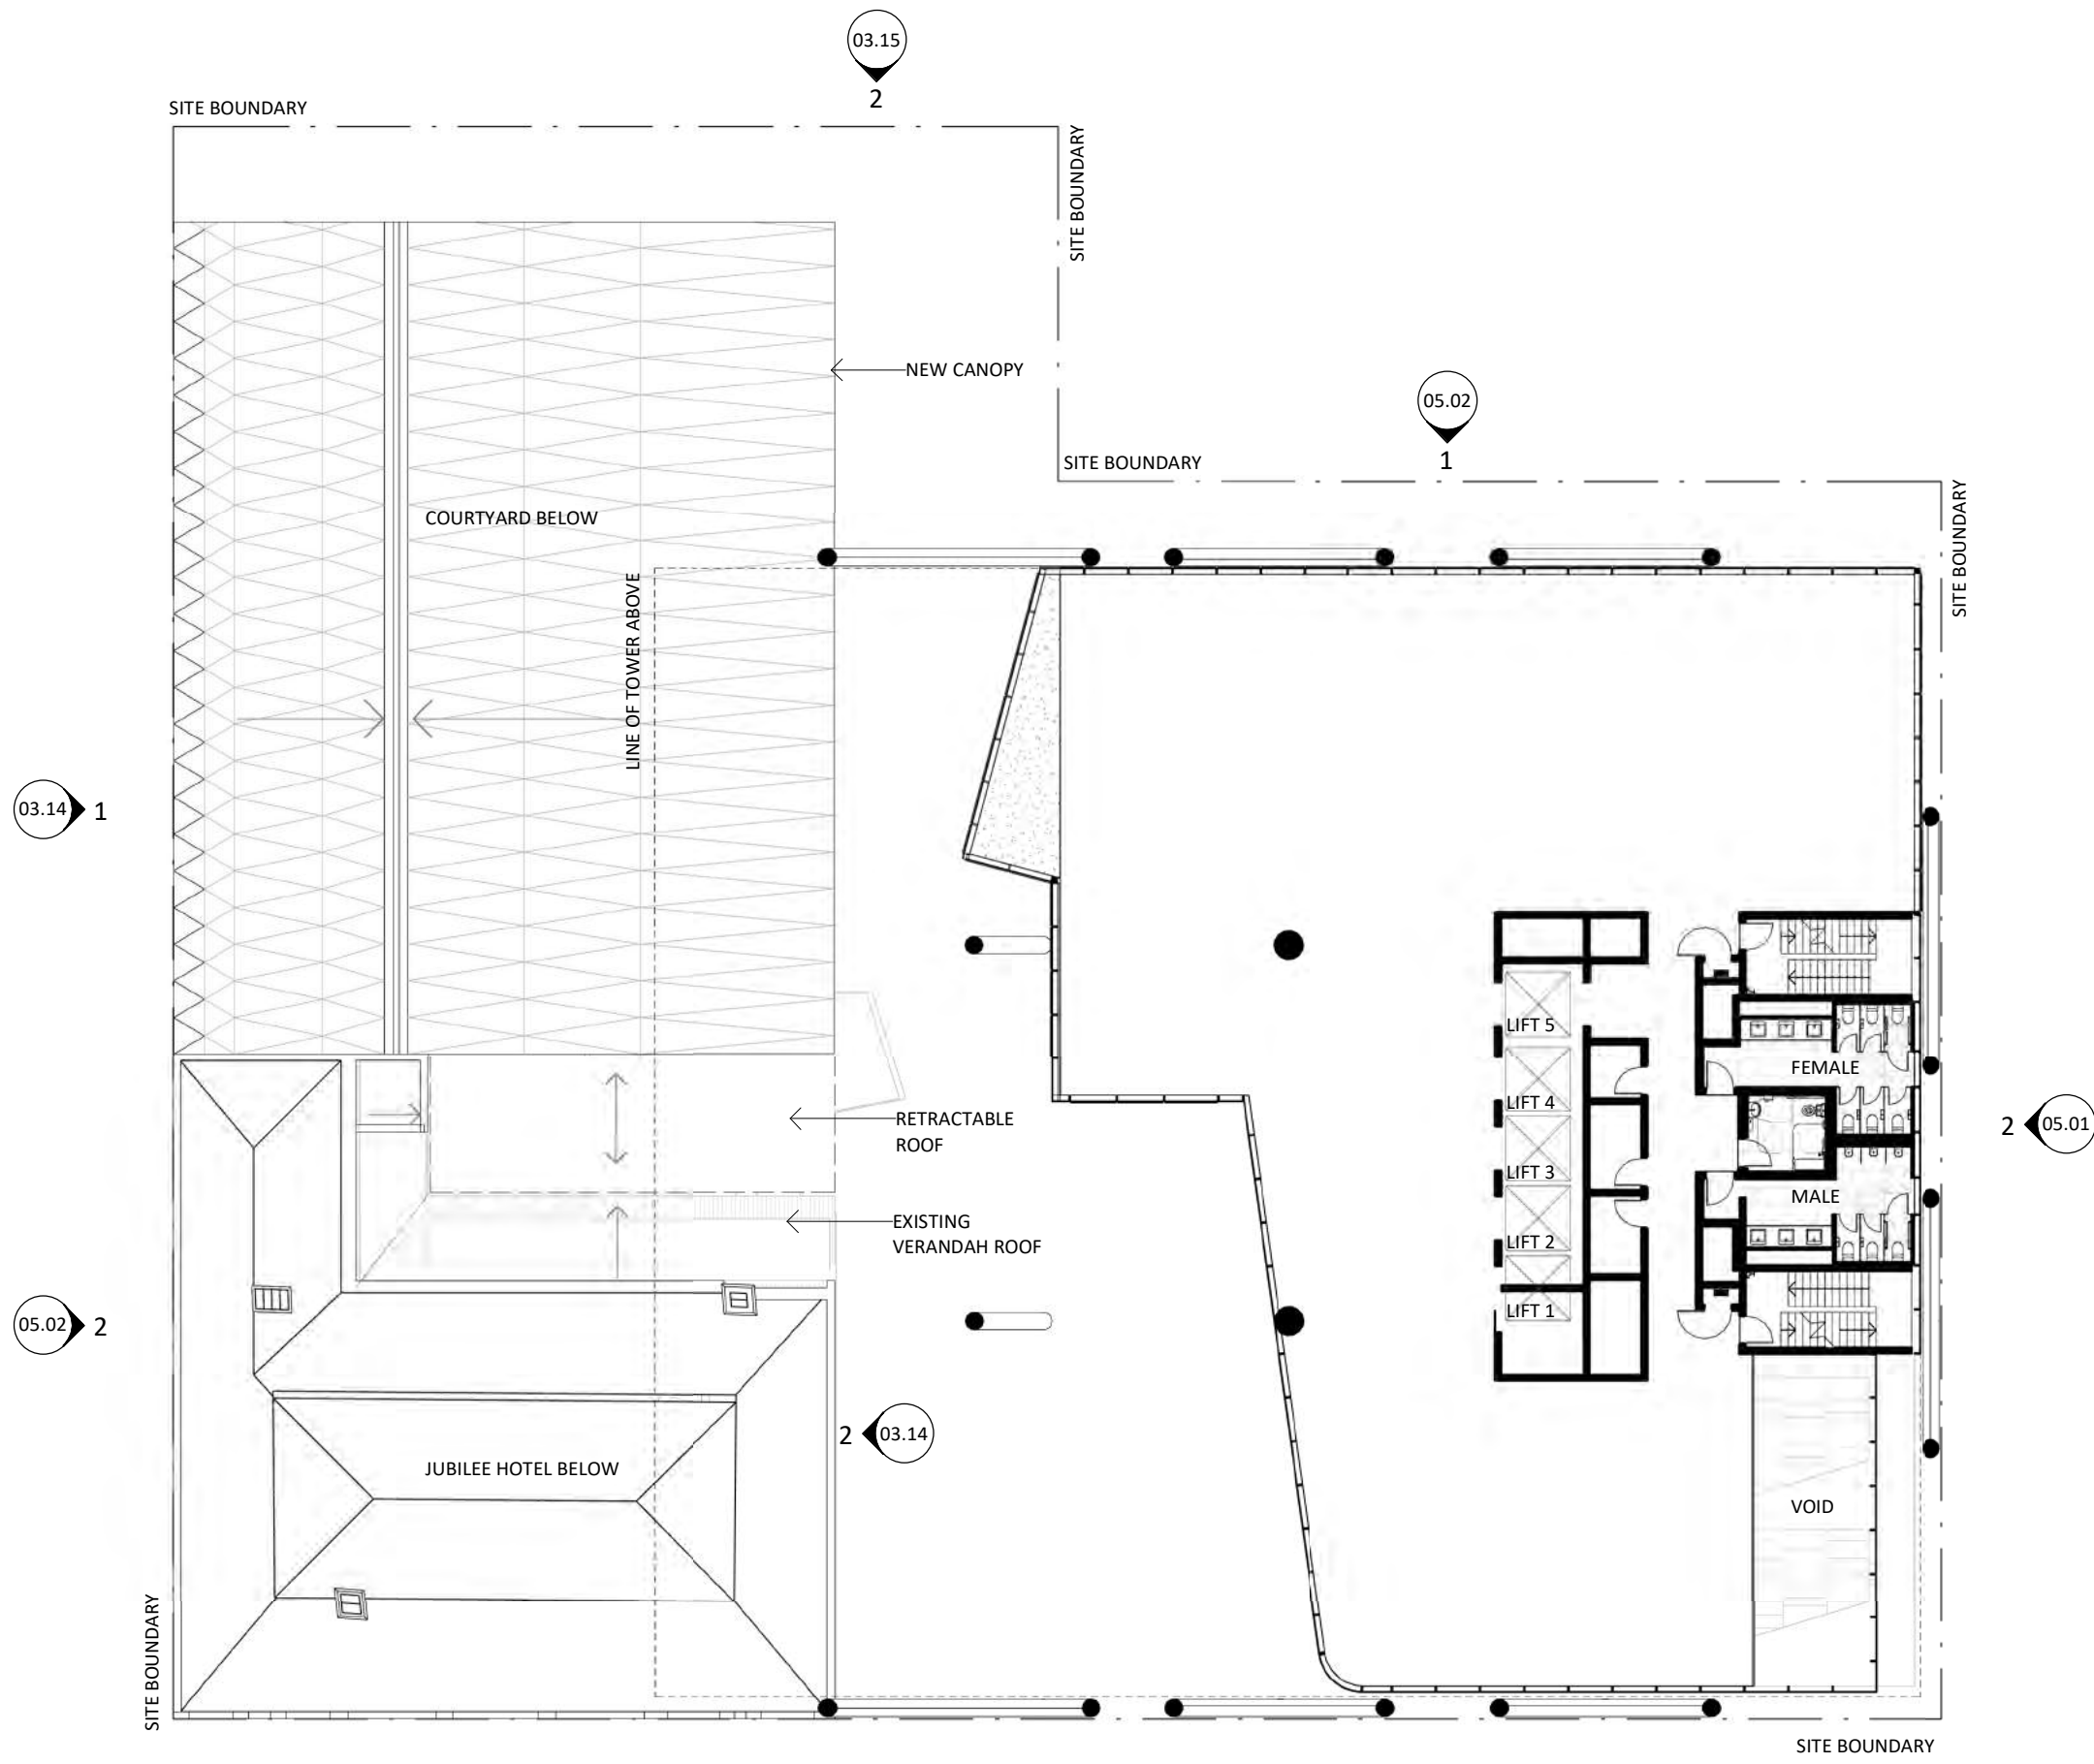 03.15
2
SITE BOUNDARY
SITE BOUNDARY
NEW CANOPY
05.02
1
SITE BOUNDARY
SITE BOUNDARY
COURTYARD BELOW
LINE OF TOWER ABOVE
03.14
1
LIFT 5
LIFT 4
LIFT 3
LIFT 2
LIFT 1
FEMALE
MALE
2
05.01
RETRACTABLE
ROOF
EXISTING
VERANDAH ROOF
05.02
2
2
03.14
JUBILEE HOTEL BELOW
VOID
SITE BOUNDARY
SITE BOUNDARY